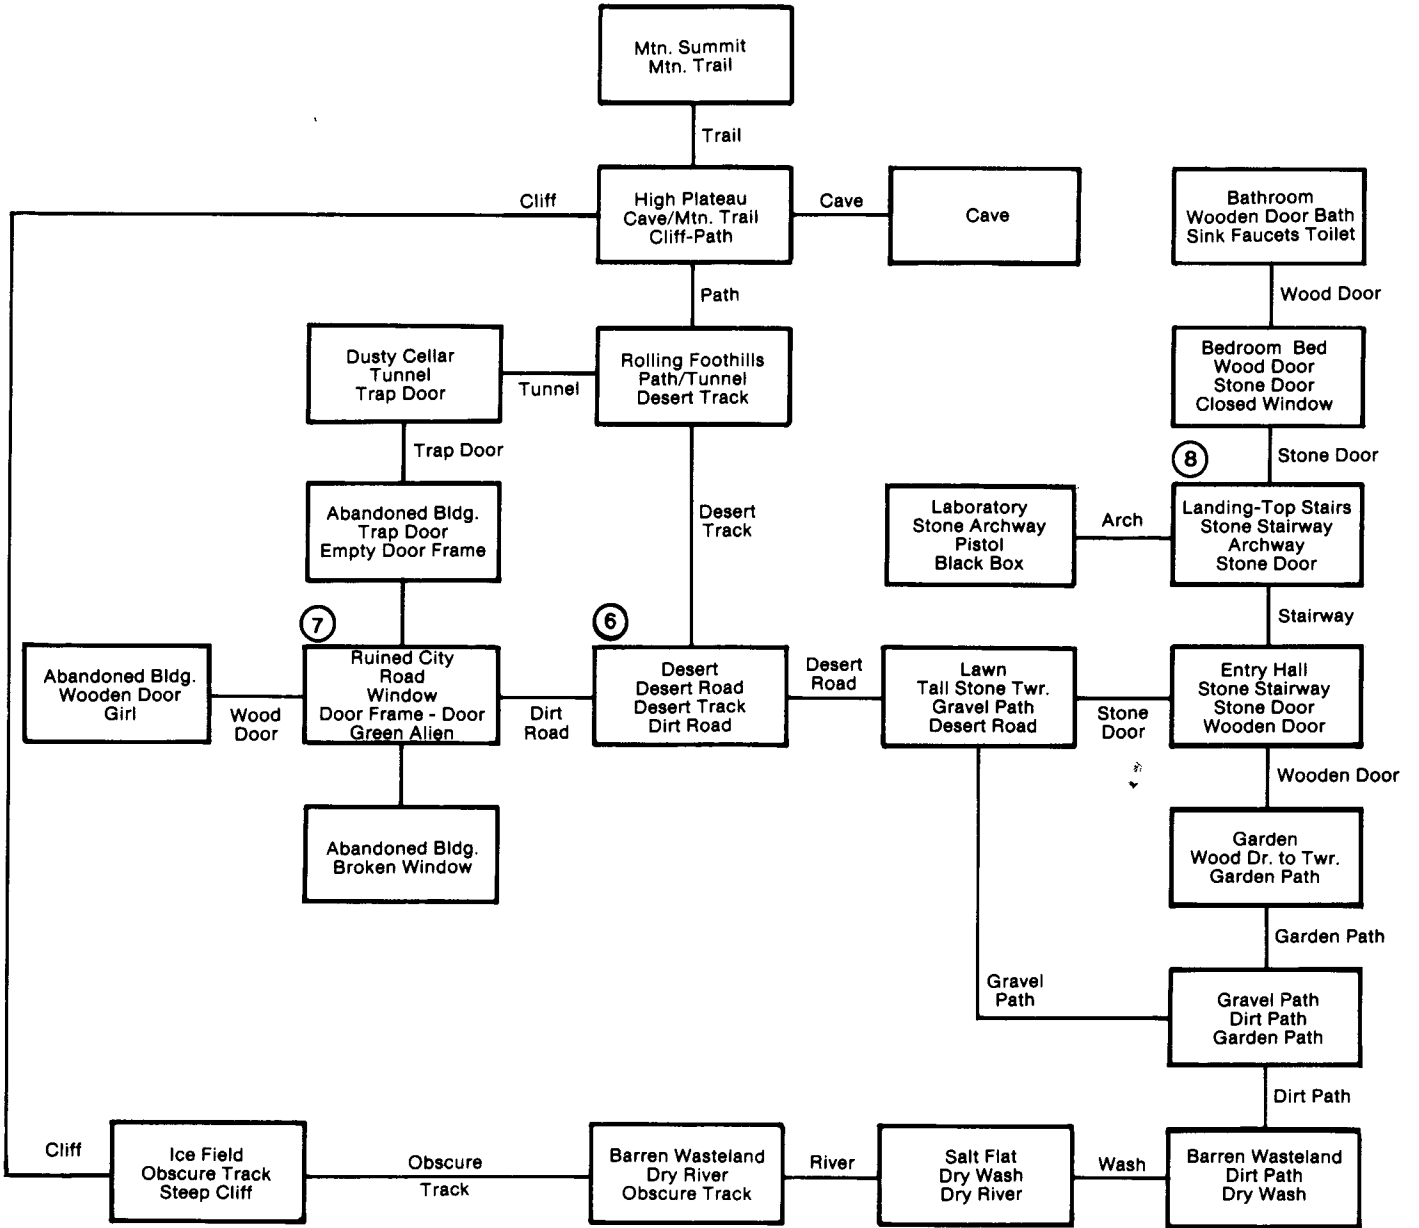 Mtn. Summit
Mtn. Trail
Trail
Cliff
High Plateau
Cave/Mtn. Trail
Cliff-Path
Cave
Cave
Bathroom
Wooden Door Bath
Sink Faucets Toilet
Path
Wood Door
Dusty Cellar
Tunnel
Trap Door
Tunnel
Rolling Foothills
Path/Tunnel
Desert Track
Bedroom Bed
Wood Door
Stone Door
Closed Window
Trap Door
Stone Door
8
Abandoned Bldg.
Trap Door
Empty Door Frame
Desert
Track
Laboratory
Stone Archway
Pistol
Black Box
Arch
Landing-Top Stairs
Stone Stairway
Archway
Stone Door
Stairway
7
6
Abandoned Bldg.
Wooden Door
Girl
Wood
Door
Ruined City
Road
Window
Door Frame - Door
Green Alien
Dirt
Road
Desert
Desert Road
Desert Track
Dirt Road
Desert
Road
Lawn
Tall Stone Twr.
Gravel Path
Desert Road
Stone
Door
Entry Hall
Stone Stairway
Stone Door
Wooden Door
Wooden Door
Abandoned Bldg.
Broken Window
Garden
Wood Dr. to Twr.
Garden Path
Garden Path
Gravel
Path
Gravel Path
Dirt Path
Garden Path
Dirt Path
Cliff
Ice Field
Obscure Track
Steep Cliff
Obscure
Track
Barren Wasteland
Dry River
Obscure Track
River
Salt Flat
Dry Wash
Dry River
Wash
Barren Wasteland
Dirt Path
Dry Wash